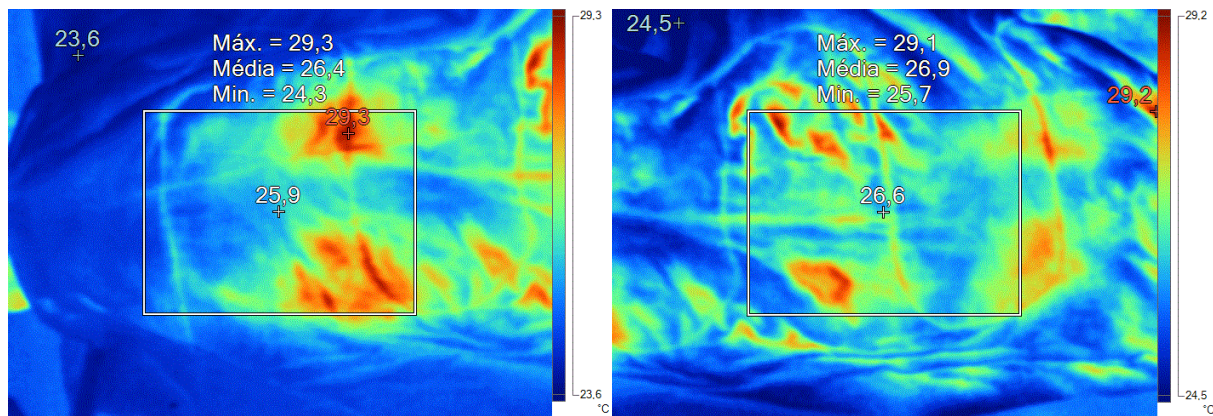 23,6
Máx. = 29,3
Média = 26,4
Min. = 24,3
29,3
25,9
29.3
23.6
°C
24,5
Máx. = 29,1
Média = 26,9
Min. = 25,7
29,2
26,6
29.2
24.5
°C